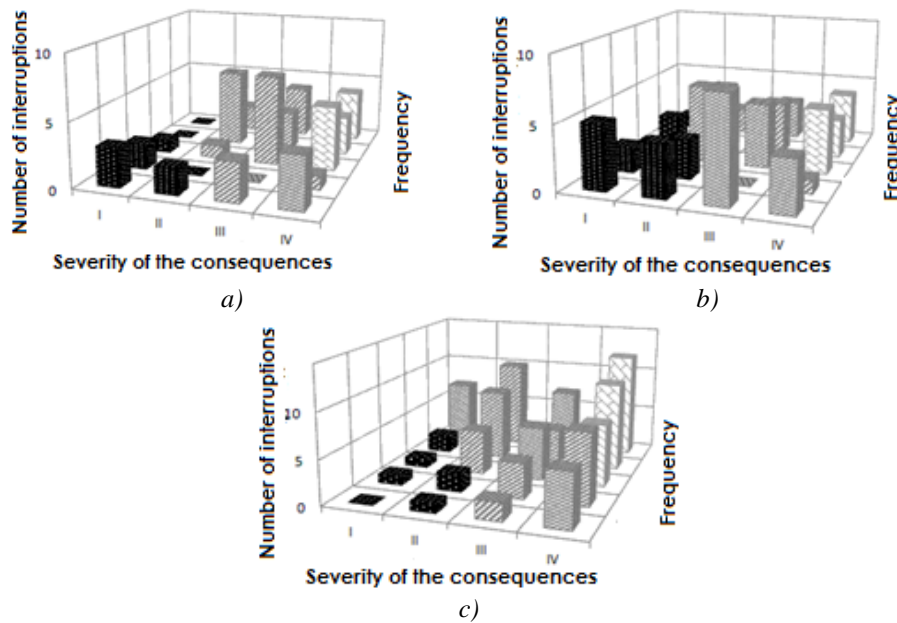 Number of interruptions
10
5
0
I
II
III
IV
Frequency
Severity of the consequences
a)
Number of interruptions
10
5
0
I
II
III
IV
Frequency
Severity of the consequences
b)
Number of interruptions
10
5
0
I
II
III
IV
Frequency
Severity of the consequences
c)